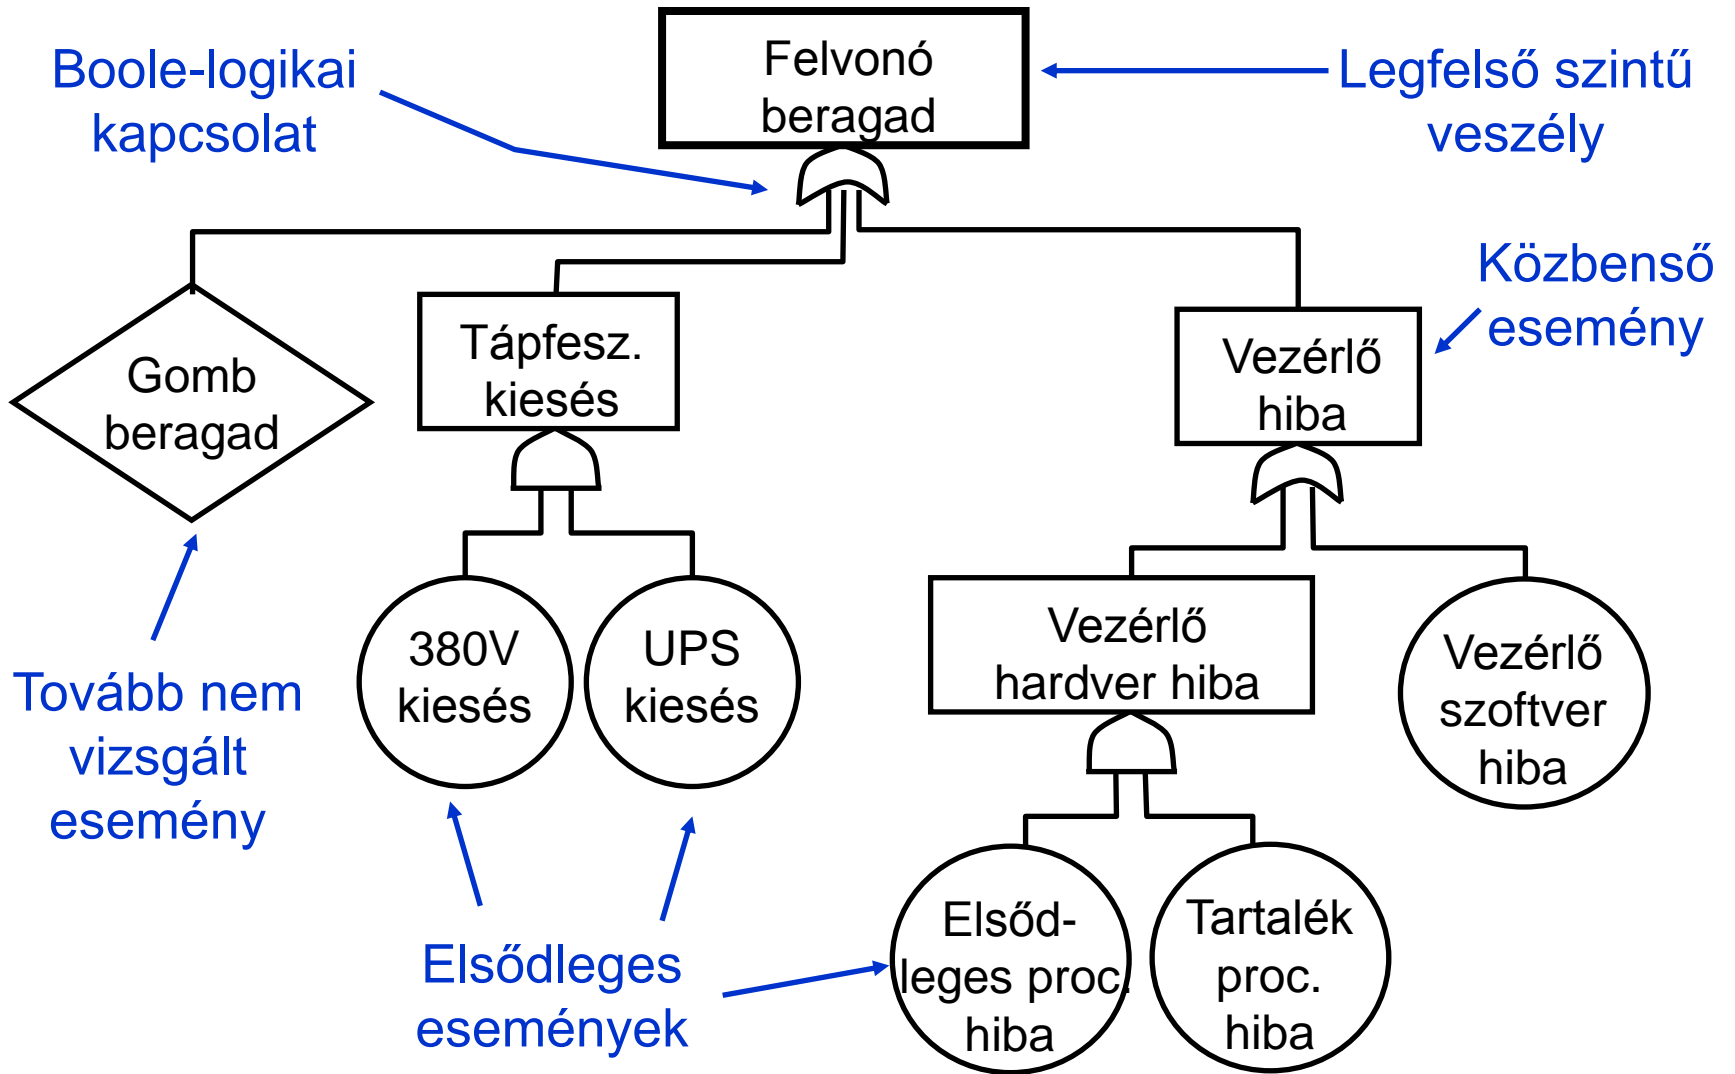 Felvonó
beragad
Boole-logikai
kapcsolat
Legfelső szintű
veszély
Közbenső
esemény
Gomb
beragad
Tápfesz.
kiesés
Vezérlő
hiba
380V
kiesés
UPS
kiesés
Vezérlő
hardver hiba
Vezérlő
szoftver
hiba
Tovább nem
vizsgált
esemény
Elsődleges
események
Elsőd-
leges proc.
hiba
Tartalék
proc.
hiba